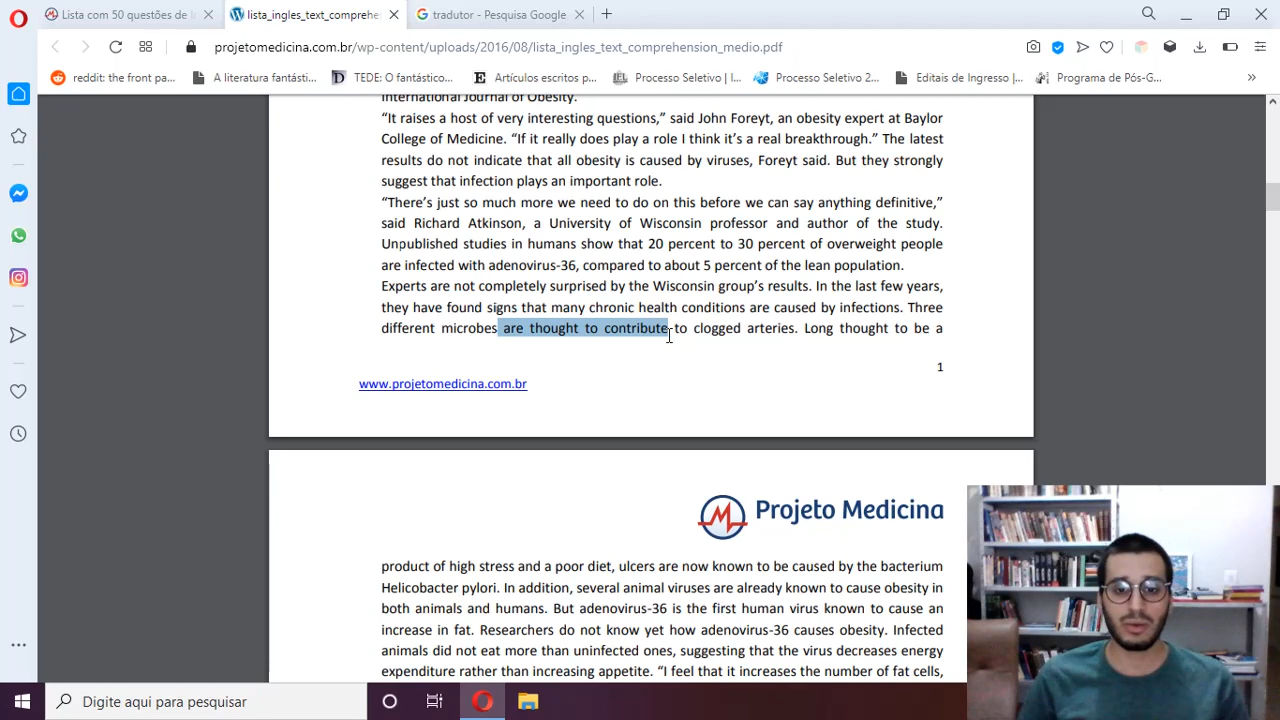 Lista com 50 questões de i
lista_ingles_text_comprehe
tradutor - Pesquisa Google
projetomedicina.com.br/wp-content/uploads/2016/08/lista_ingles_text_comprehension_medio.pdf
reddit: the front pa...
A literatura fantásti...
TEDE: O fantástico...
Artículos escritos p...
Processo Seletivo | I...
Processo Seletivo 2...
Editais de Ingresso |...
Programa de Pós-G...
International Journal of Obesity.
“It raises a host of very interesting questions,” said John Foreyt, an obesity expert at Baylor
College of Medicine. “If it really does play a role I think it’s a real breakthrough.” The latest
results do not indicate that all obesity is caused by viruses, Foreyt said. But they strongly
suggest that infection plays an important role.
“There’s just so much more we need to do on this before we can say anything definitive,”
said Richard Atkinson, a University of Wisconsin professor and author of the study.
Unpublished studies in humans show that 20 percent to 30 percent of overweight people
are infected with adenovirus-36, compared to about 5 percent of the lean population.
Experts are not completely surprised by the Wisconsin group’s results. In the last few years,
they have found signs that many chronic health conditions are caused by infections. Three
different microbes are thought to contribute to clogged arteries. Long thought to be a
1
www.projetomedicina.com.br
Projeto Medicina
product of high stress and a poor diet, ulcers are now known to be caused by the bacterium
Helicobacter pylori. In addition, several animal viruses are already known to cause obesity in
both animals and humans. But adenovirus-36 is the first human virus known to cause an
increase in fat. Researchers do not know yet how adenovirus-36 causes obesity. Infected
animals did not eat more than uninfected ones, suggesting that the virus decreases energy
expenditure rather than increasing appetite. “I feel that it increases the number of fat cells,
Digite aqui para pesquisar